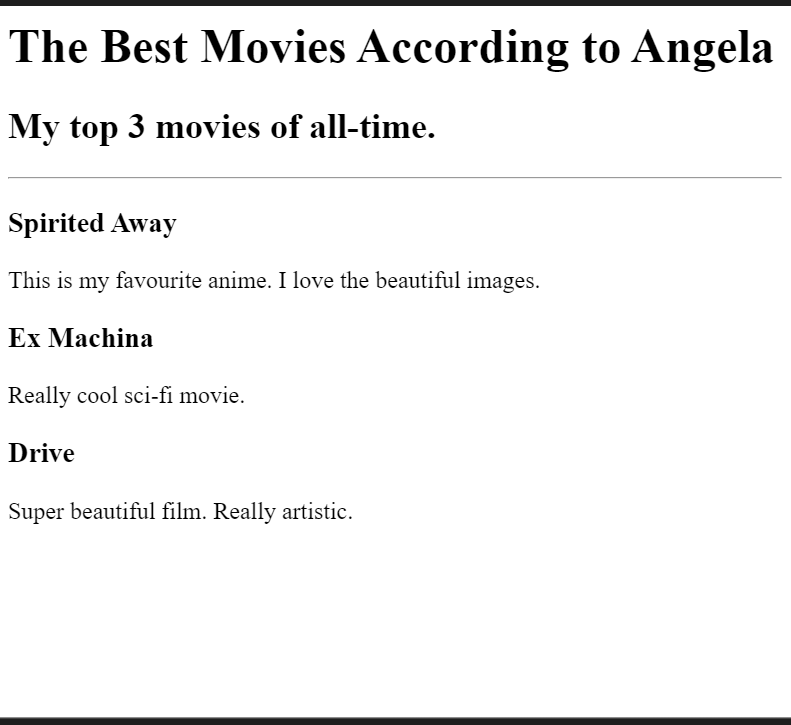 The Best Movies According to Angela
My top 3 movies of all-time.
Spirited Away
This is my favourite anime. I love the beautiful images.
Ex Machina
Really cool sci-fi movie.
Drive
Super beautiful film. Really artistic.